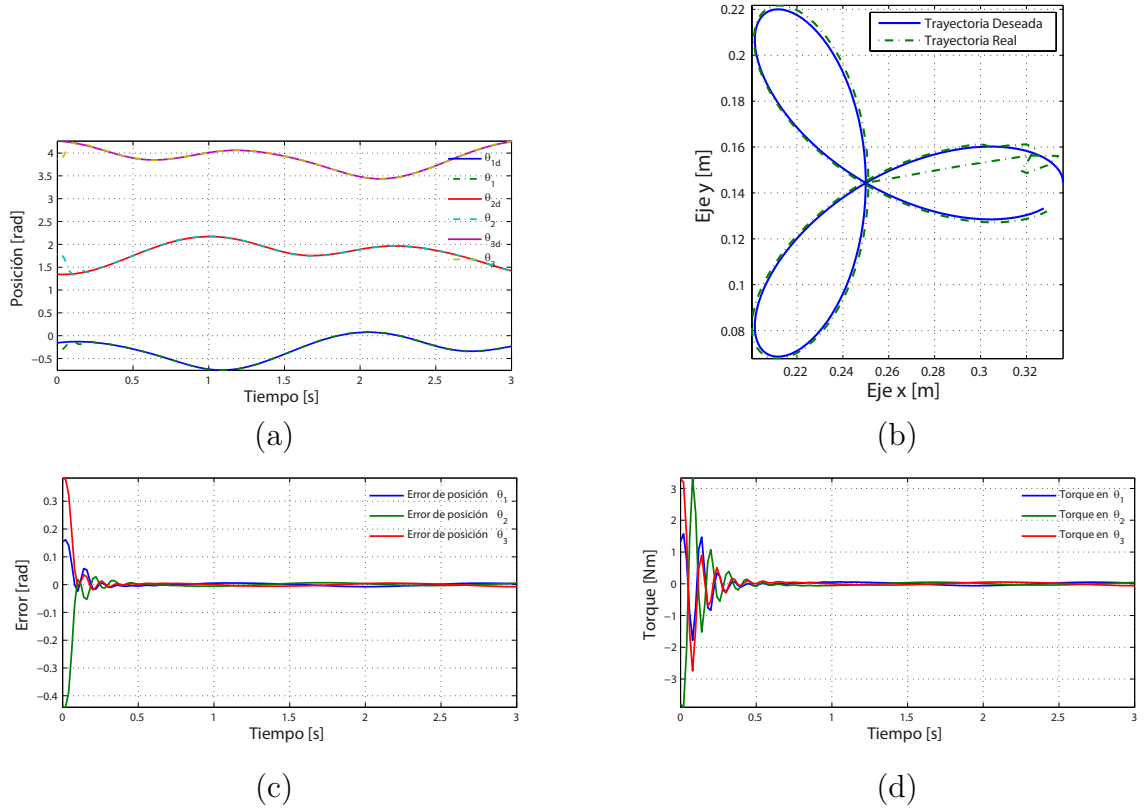 4
3.5
3
2.5
2
1.5
1
0.5
0
−0.5
Posición [rad]
0
0.5
1
1.5
2
2.5
3
Tiempo [s]
θ1d
θ1
θ2d
θ2
θ3d
θ3
(a)
0.22
0.2
0.18
0.16
0.14
0.12
0.1
0.08
Eje y [m]
0.22
0.24
0.26
0.28
0.3
0.32
Eje x [m]
Trayectoria Deseada
Trayectoria Real
(b)
0.3
0.2
0.1
0
−0.1
−0.2
−0.3
−0.4
Error [rad]
0
0.5
1
1.5
2
2.5
3
Tiempo [s]
Error de posición θ1
Error de posición θ2
Error de posición θ3
(c)
3
2
1
0
−1
−2
−3
Torque [Nm]
0
0.5
1
1.5
2
2.5
3
Tiempo [s]
Torque en θ1
Torque en θ2
Torque en θ3
(d)